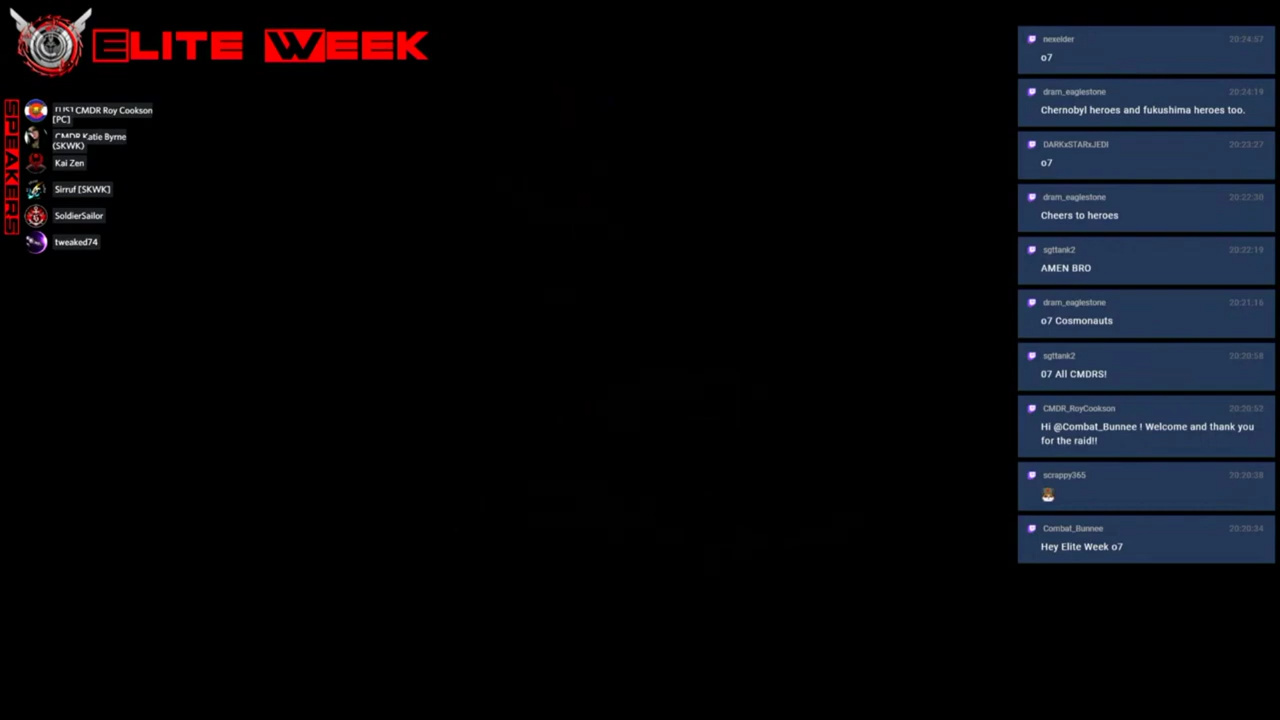 ELITE WEEK
SPEAKERS
[US] CMDR Roy Cookson
[PC]
CMDR Katie Byrne
(SKWK)
Kai Zen
Sirruf [SKWK]
SoldierSailor
tweaked74
nexelder 20:24:57
o7
dram_eaglestone 20:24:19
Chernobyl heroes and fukushima heroes too.
DARKxSTARxJEDI 20:23:27
o7
dram_eaglestone 20:22:30
Cheers to heroes
sgttank2 20:22:19
AMEN BRO
dram_eaglestone 20:21:16
o7 Cosmonauts
sgttank2 20:20:58
07 All CMDRS!
CMDR_RoyCookson 20:20:52
Hi @Combat_Bunnee ! Welcome and thank you
for the raid!!
scrappy365 20:20:38
Combat_Bunnee 20:20:34
Hey Elite Week o7